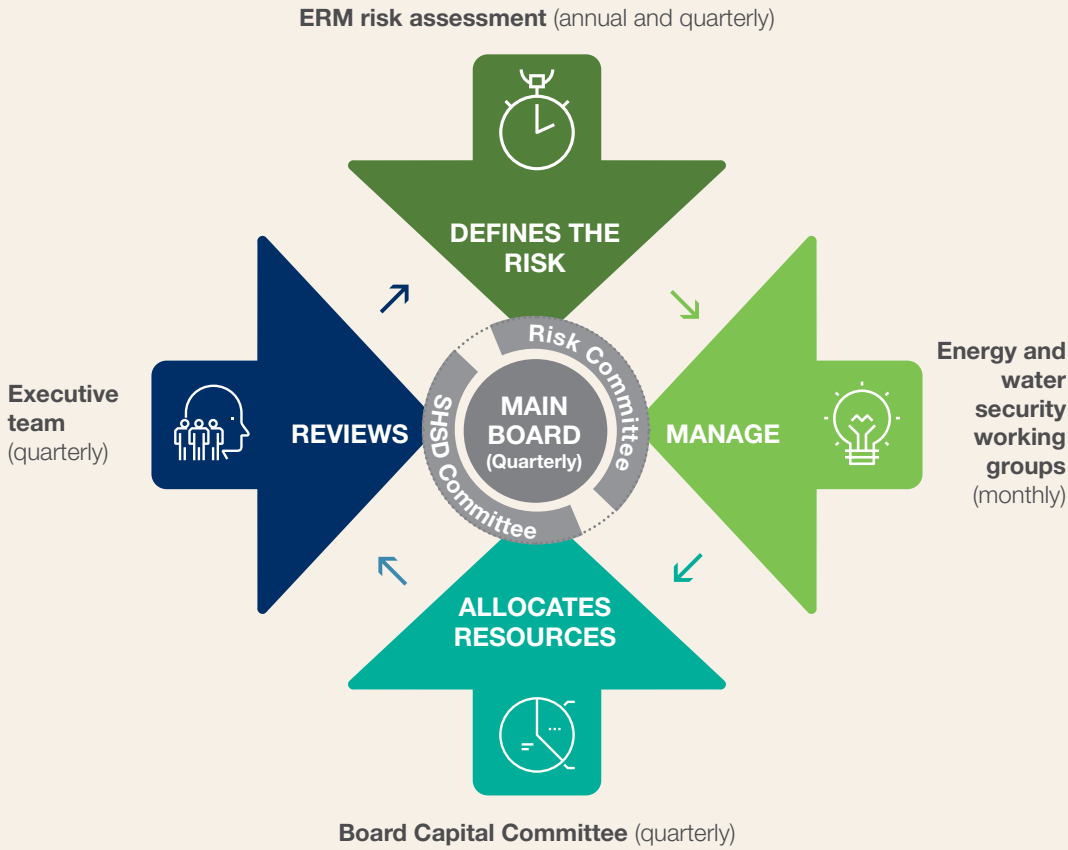 ERM risk assessment (annual and quarterly)
DEFINES THE
RISK
Executive
team
(quarterly)
REVIEWS
Risk Committee
SHSD Committee
MAIN
BOARD
(Quarterly)
MANAGE
Energy and
water
security
working
groups
(monthly)
ALLOCATES
RESOURCES
Board Capital Committee (quarterly)